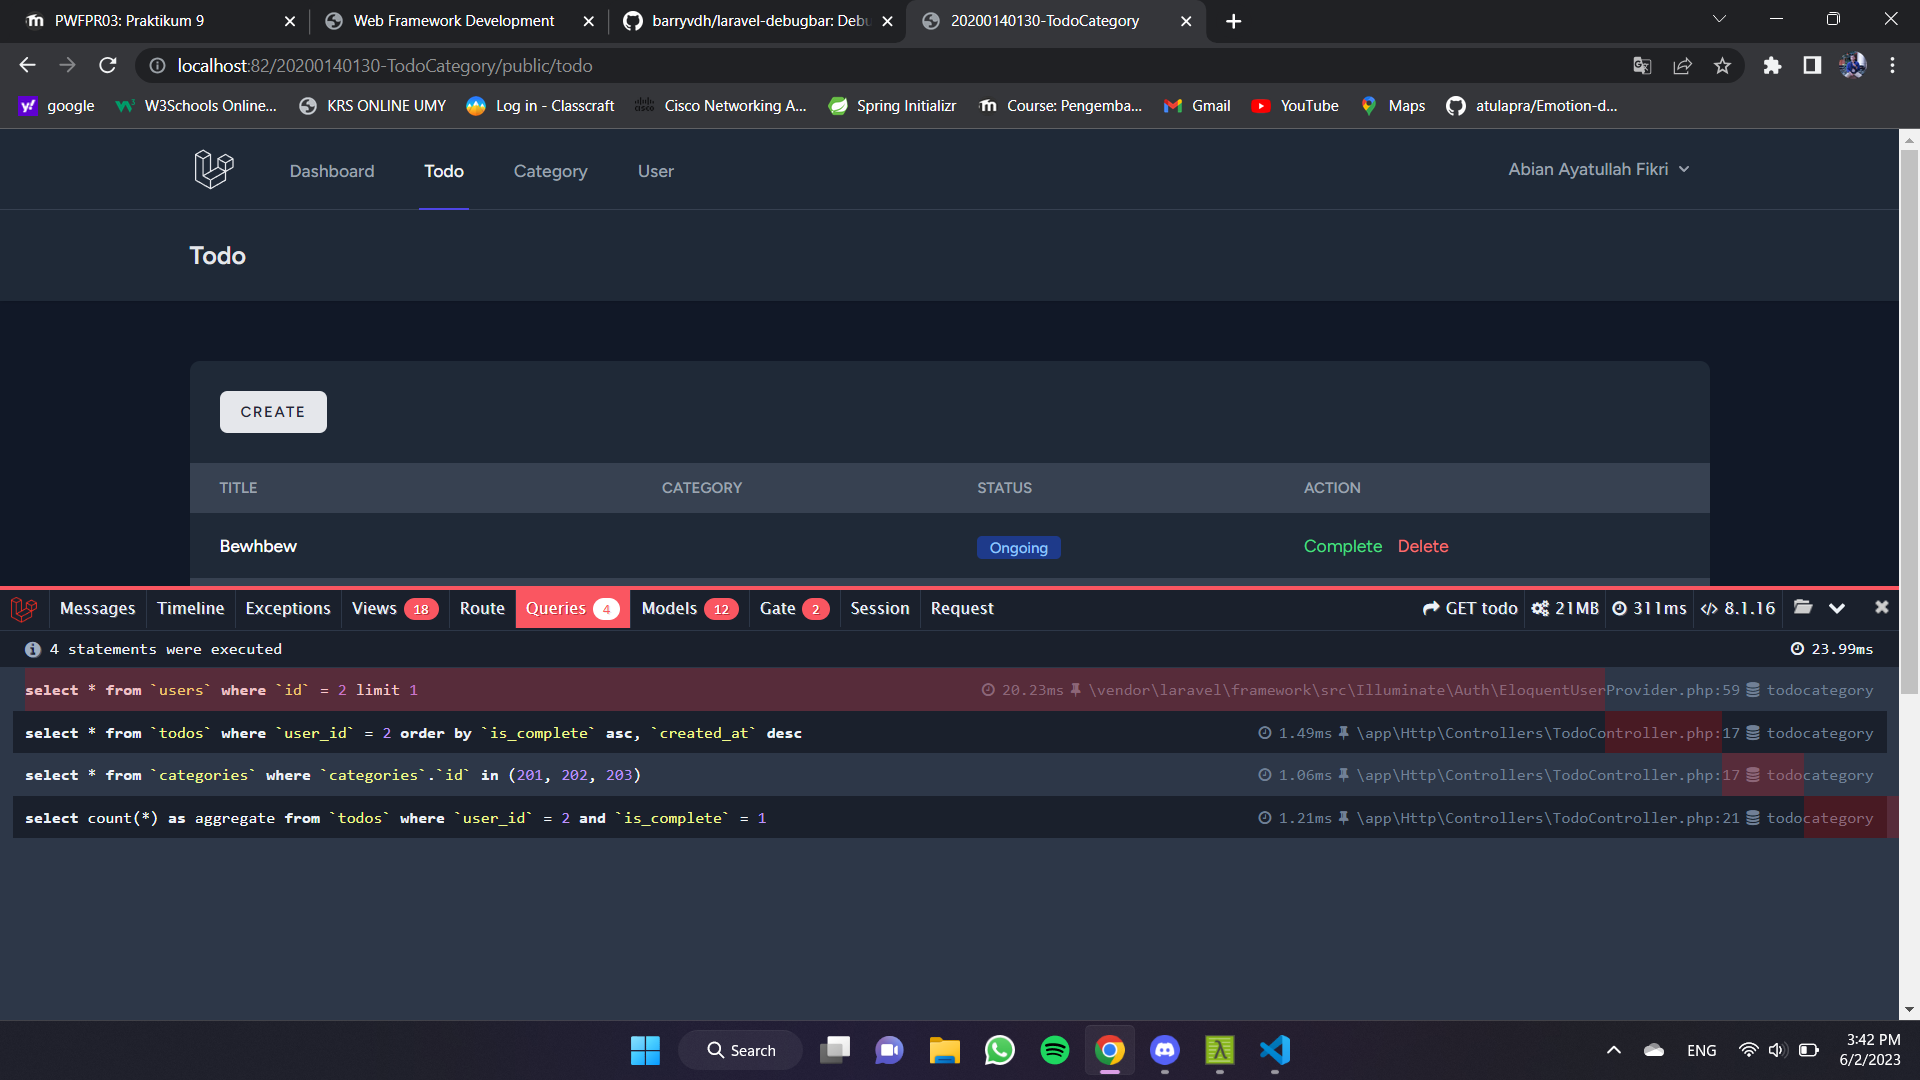 PWFPR03: Praktikum 9
Web Framework Development
barryvdh/laravel-debugbar: Debu
20200140130-TodoCategory
localhost:82/20200140130-TodoCategory/public/todo
google
W3Schools Online...
KRS ONLINE UMY
Log in - Classcraft
Cisco Networking A...
Spring Initializr
Course: Pengemba...
Gmail
YouTube
Maps
atulapra/Emotion-d...
Dashboard
Todo
Category
User
Abian Ayatullah Fikri
Todo
CREATE
TITLE CATEGORY STATUS ACTION
Bewhbew Ongoing Complete Delete
Messages Timeline Exceptions Views 18 Route Queries 4 Models 12 Gate 2 Session Request GET todo 21MB 311ms 8.1.16
4 statements were executed 23.99ms
select * from `users` where `id` = 2 limit 1 20.23ms \vendor\laravel\framework\src\Illuminate\Auth\EloquentUserProvider.php:59 todocategory
select * from `todos` where `user_id` = 2 order by `is_complete` asc, `created_at` desc 1.49ms \app\Http\Controllers\TodoController.php:17 todocategory
select * from `categories` where `categories`.`id` in (201, 202, 203) 1.06ms \app\Http\Controllers\TodoController.php:17 todocategory
select count(*) as aggregate from `todos` where `user_id` = 2 and `is_complete` = 1 1.21ms \app\Http\Controllers\TodoController.php:21 todocategory
Search
ENG
3:42 PM
6/2/2023